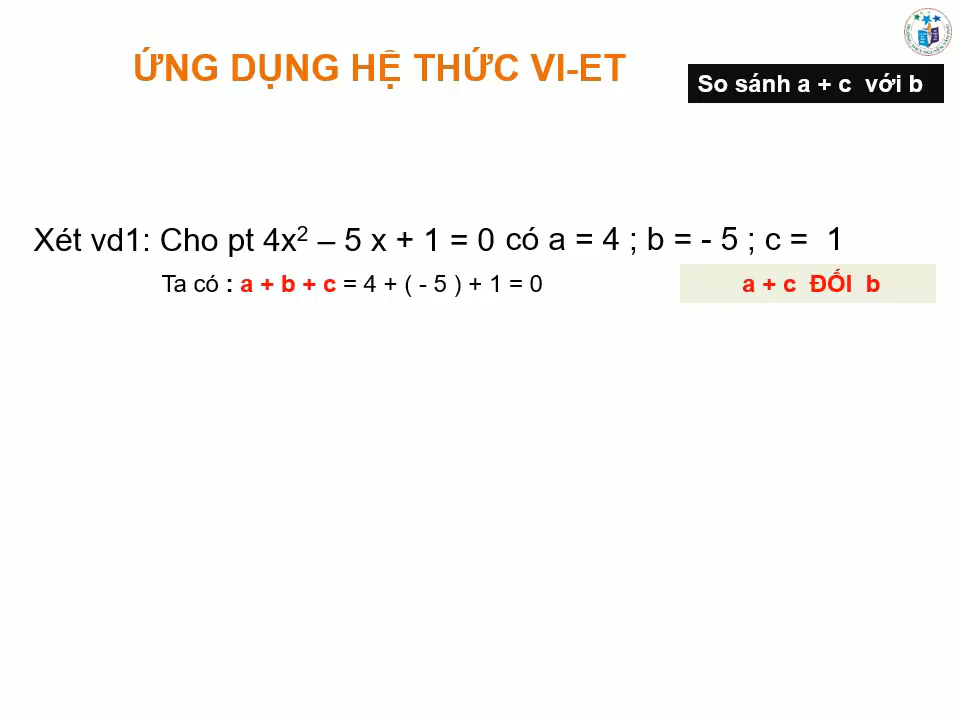 ỨNG DỤNG HỆ THỨC VI-ET
So sánh a + c với b
Xét vd1: Cho pt 4x² – 5 x + 1 = 0 có a = 4 ; b = - 5 ; c = 1
Ta có : a + b + c = 4 + ( - 5 ) + 1 = 0
a + c ĐỐI b